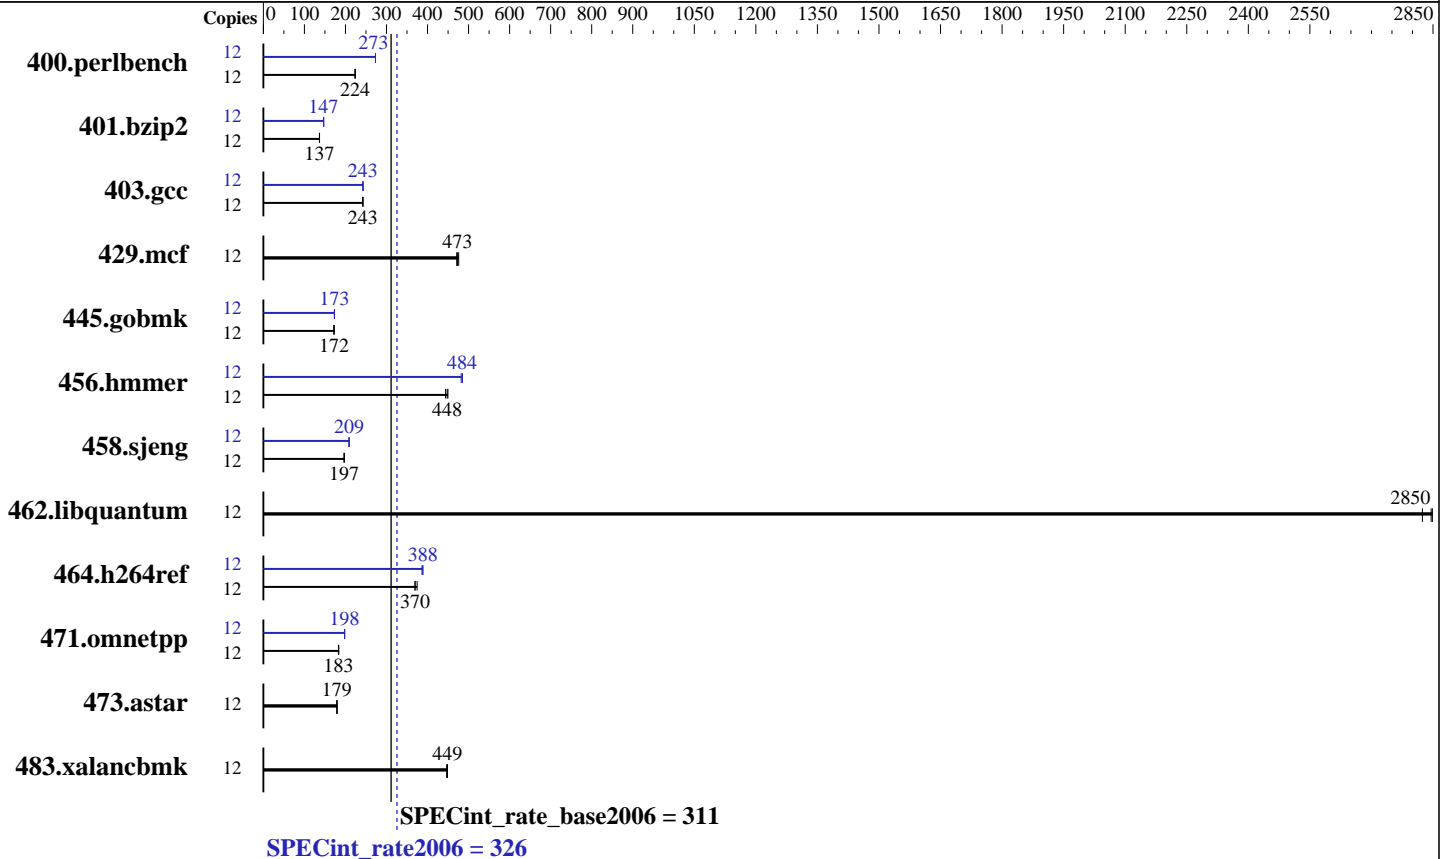 Copies 0 100 200 300 400 500 600 700 800 900 1050 1200 1350 1500 1650 1800 1950 2100 2250 2400 2550 2850
400.perlbench 12 273
12 224
401.bzip2 12 147
12 137
403.gcc 12 243
12 243
429.mcf 12 473
445.gobmk 12 173
12 172
456.hmmer 12 484
12 448
458.sjeng 12 209
12 197
462.libquantum 12 2850
464.h264ref 12 388
12 370
471.omnetpp 12 198
12 183
473.astar 12 179
483.xalancbmk 12 449
SPECint_rate_base2006 = 311
SPECint_rate2006 = 326